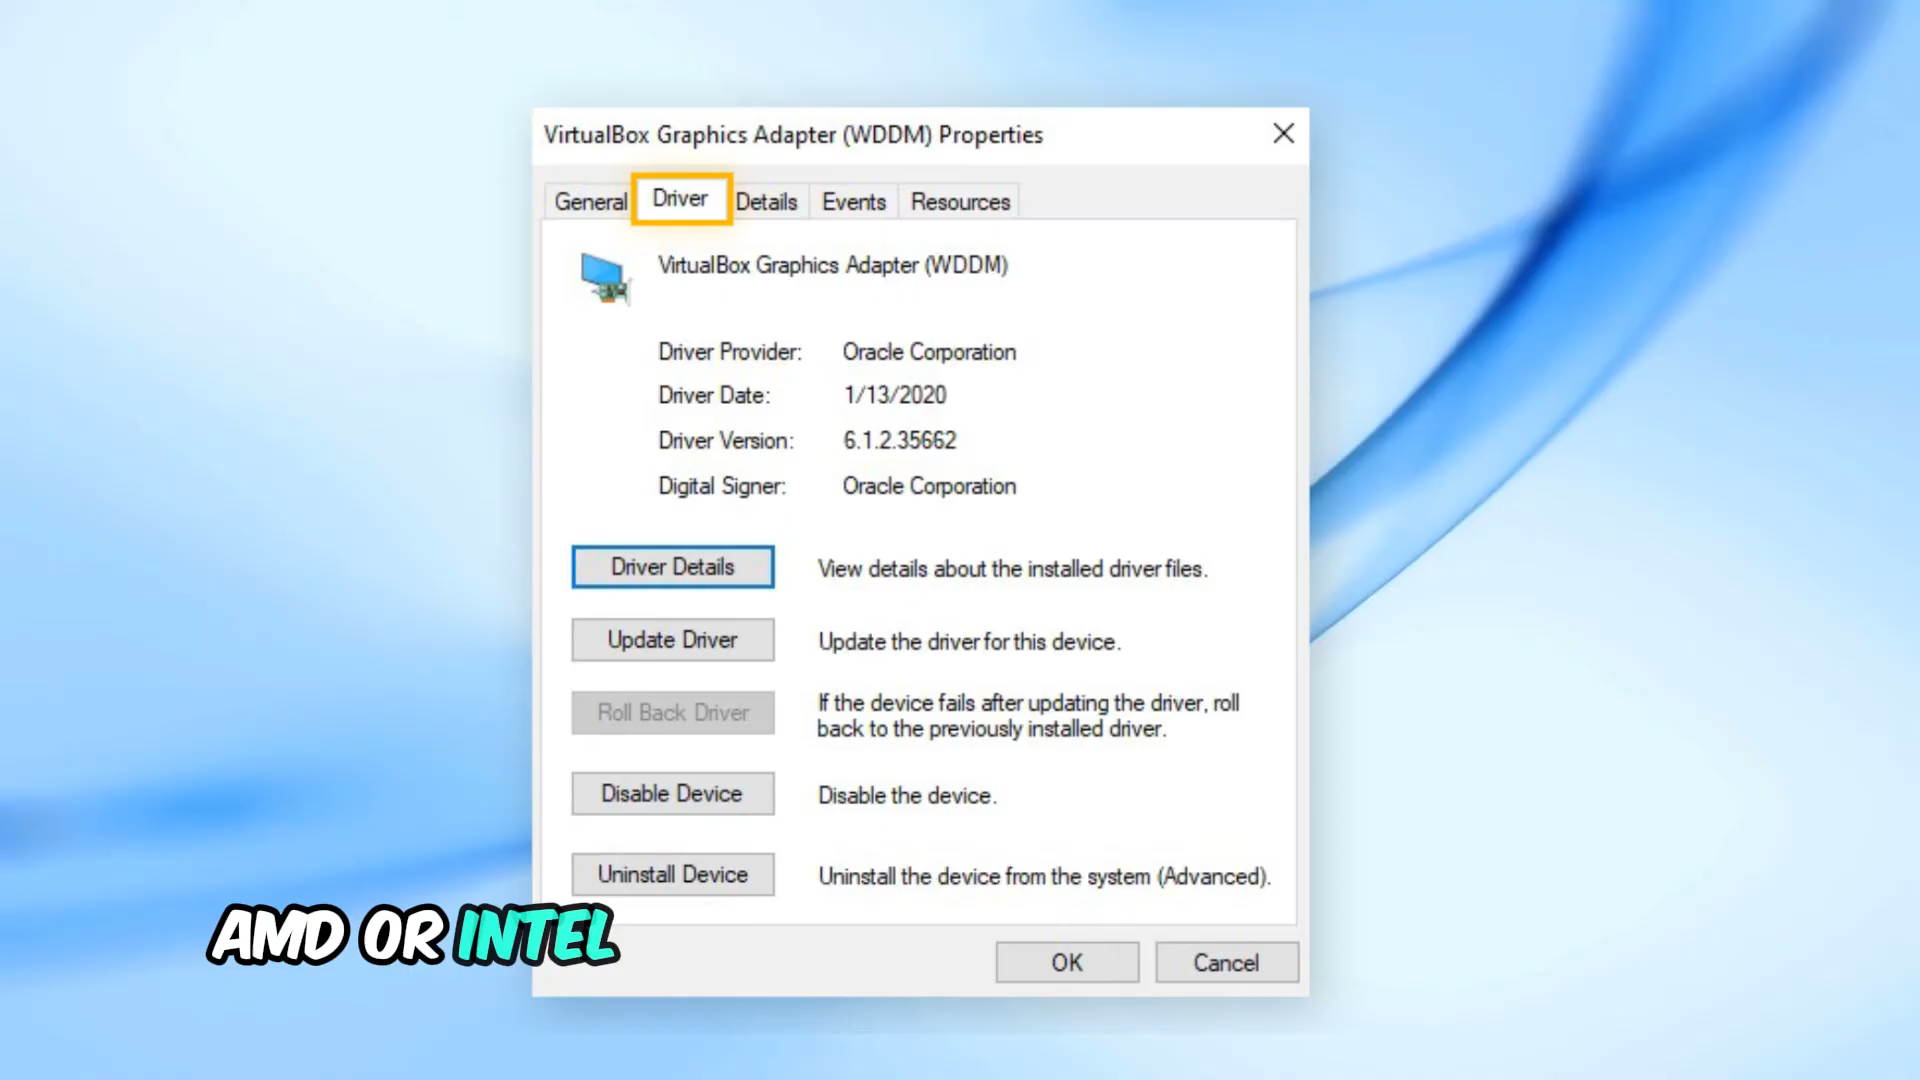 VirtualBox Graphics Adapter (WDDM) Properties
General Driver Details Events Resources
VirtualBox Graphics Adapter (WDDM)
Driver Provider: Oracle Corporation
Driver Date: 1/13/2020
Driver Version: 6.1.2.35662
Digital Signer: Oracle Corporation
Driver Details View details about the installed driver files.
Update Driver Update the driver for this device.
Roll Back Driver If the device fails after updating the driver, roll
back to the previously installed driver.
Disable Device Disable the device.
Uninstall Device Uninstall the device from the system (Advanced).
AMD OR INTEL
OK Cancel